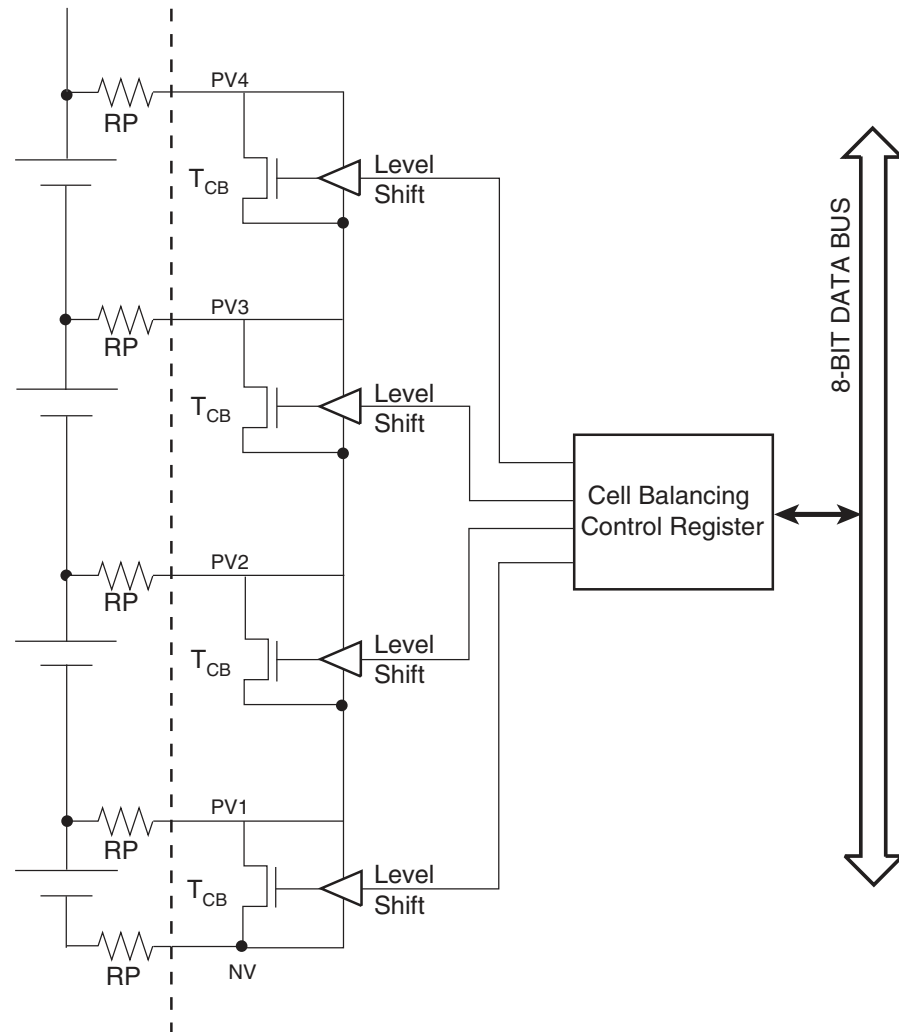 PV4
RP
Level
Shift
T_CB
PV3
RP
Level
Shift
T_CB
8-BIT DATA BUS
Cell Balancing
Control Register
PV2
RP
Level
Shift
T_CB
PV1
RP
Level
Shift
T_CB
RP
NV